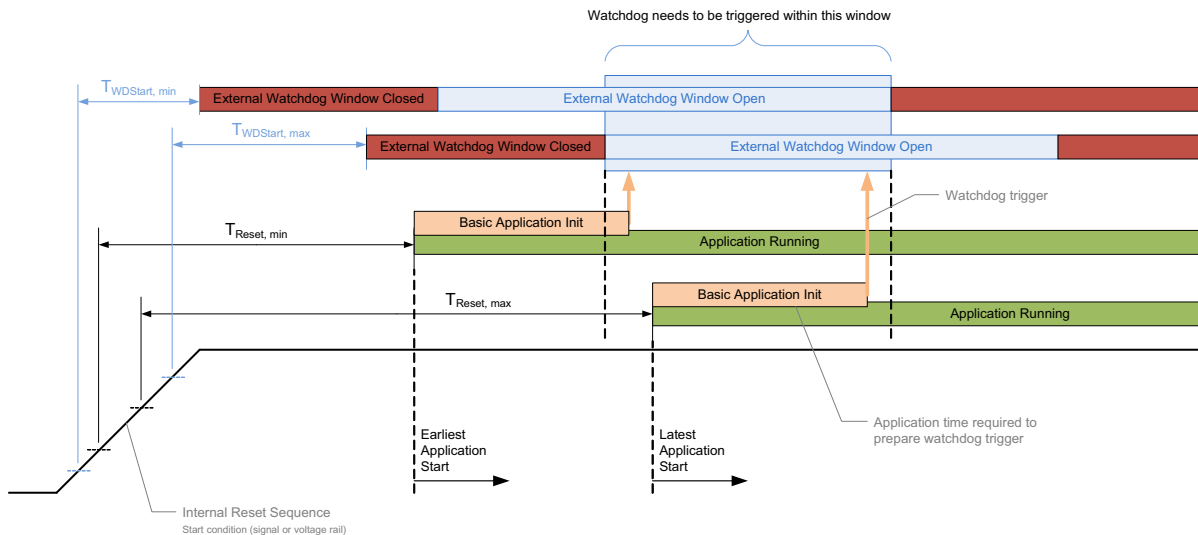 Watchdog needs to be triggered within this window
TWDStart, min
External Watchdog Window Closed
External Watchdog Window Open
TWDStart, max
External Watchdog Window Closed
External Watchdog Window Open
Watchdog trigger
Basic Application Init
TReset, min
Application Running
Basic Application Init
TReset, max
Application Running
Earliest
Application
Start
Latest
Application
Start
Application time required to
prepare watchdog trigger
Internal Reset Sequence
Start condition (signal or voltage rail)